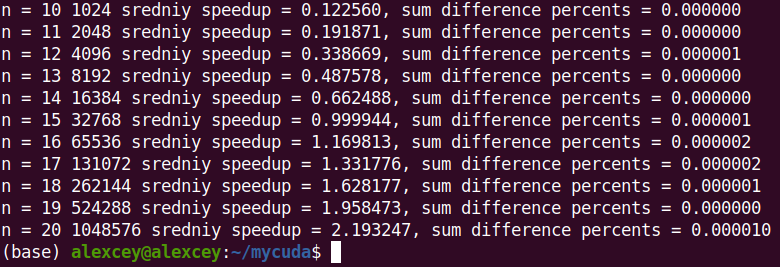 n = 10 1024 sredniy speedup = 0.122560, sum difference percents = 0.000000
n = 11 2048 sredniy speedup = 0.191871, sum difference percents = 0.000000
n = 12 4096 sredniy speedup = 0.338669, sum difference percents = 0.000001
n = 13 8192 sredniy speedup = 0.487578, sum difference percents = 0.000000
n = 14 16384 sredniy speedup = 0.662488, sum difference percents = 0.000000
n = 15 32768 sredniy speedup = 0.999944, sum difference percents = 0.000001
n = 16 65536 sredniy speedup = 1.169813, sum difference percents = 0.000002
n = 17 131072 sredniy speedup = 1.331776, sum difference percents = 0.000002
n = 18 262144 sredniy speedup = 1.628177, sum difference percents = 0.000001
n = 19 524288 sredniy speedup = 1.958473, sum difference percents = 0.000000
n = 20 1048576 sredniy speedup = 2.193247, sum difference percents = 0.000010
(base) alexcey@alexcey:~/mycuda$